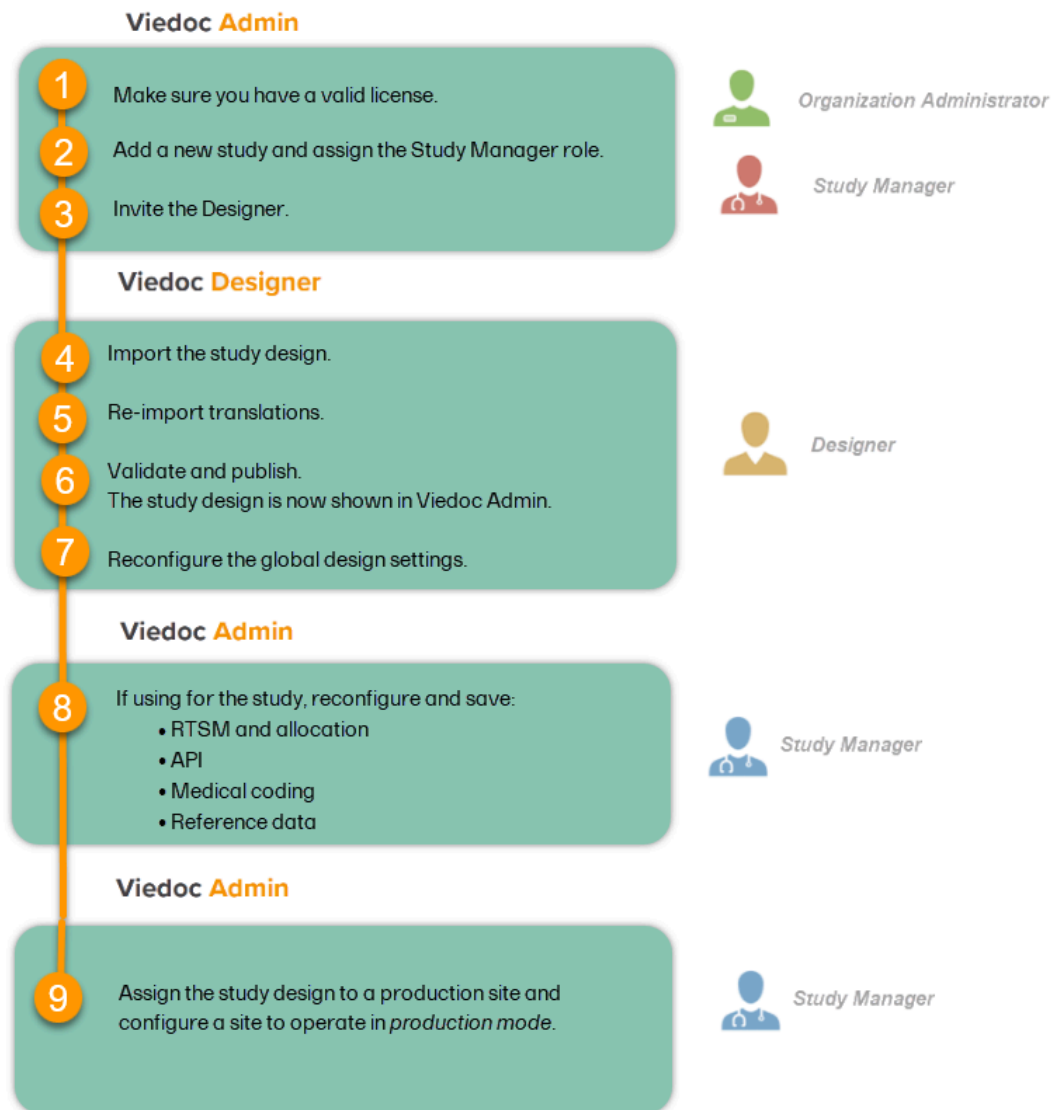 Viedoc Admin
1
Make sure you have a valid license.
Organization Administrator
2
Add a new study and assign the Study Manager role.
Study Manager
3
Invite the Designer.
Viedoc Designer
4
Import the study design.
5
Re-import translations.
Designer
6
Validate and publish.
The study design is now shown in Viedoc Admin.
7
Reconfigure the global design settings.
Viedoc Admin
8
If using for the study, reconfigure and save:
• RTSM and allocation
• API
• Medical coding
• Reference data
Study Manager
Viedoc Admin
9
Assign the study design to a production site and
configure a site to operate in production mode.
Study Manager